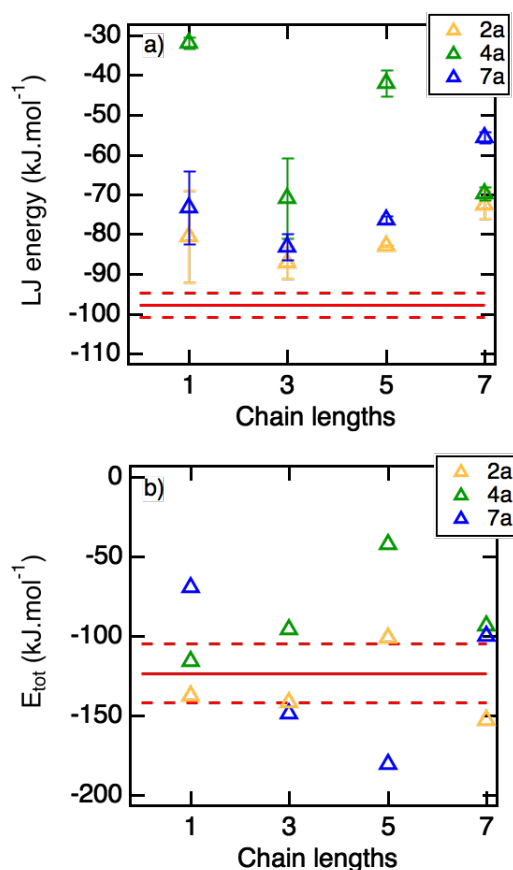 a)
2a
4a
7a
-30
-40
-50
-60
-70
-80
-90
-100
-110
LJ energy (kJ.mol⁻¹)
1 3 5 7
Chain lengths
b)
2a
4a
7a
0
-50
-100
-150
-200
E_tot (kJ.mol⁻¹)
1 3 5 7
Chain lengths